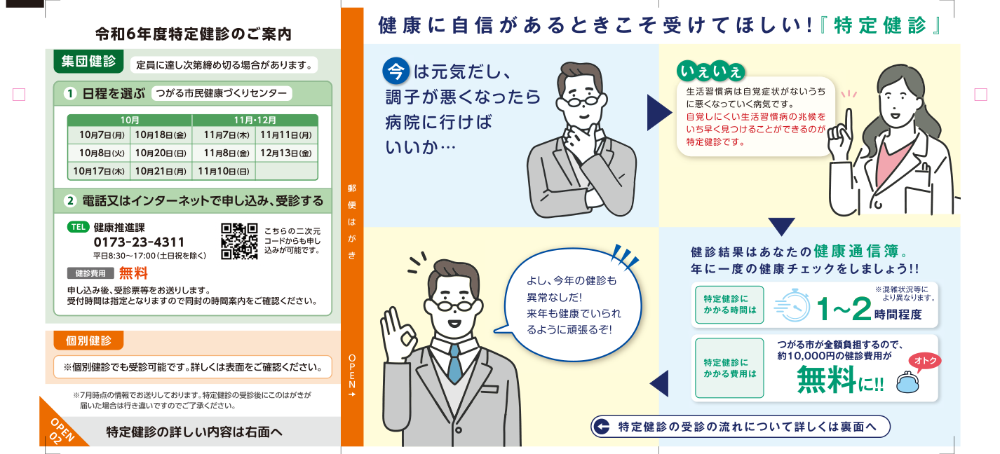 令和6年度特定健診のご案内
集団健診
定員に達し次第締め切る場合があります。
1 日程を選ぶ つがる市民健康づくりセンター
10月 11月・12月
10月7日(月) 10月18日(金) 11月7日(木) 11月11日(月)
10月8日(火) 10月20日(日) 11月8日(金) 12月13日(金)
10月17日(木) 10月21日(月) 11月10日(日)
2 電話又はインターネットで申し込み、受診する
TEL 健康推進課
0173-23-4311
平日8:30〜17:00(土日祝を除く)
こちらの二次元
コードからも申し
込みが可能です。
健診費用 無料
申し込み後、受診票等をお送りします。
受付時間は指定となりますので同封の時間案内をご確認ください。
個別健診
※個別健診でも受診可能です。詳しくは表面をご確認ください。
※7月時点の情報でお送りしております。特定健診の受診後にこのはがきが
届いた場合は行き違いですのでご了承ください。
OPEN
02
特定健診の詳しい内容は右面へ
郵便はがき
OPEN→
健康に自信があるときこそ受けてほしい!『特定健診』
今は元気だし、
調子が悪くなったら
病院に行けば
いいか…
いえいえ
生活習慣病は自覚症状がないうち
に悪くなっていく病気です。
自覚しにくい生活習慣病の兆候を
いち早く見つけることができるのが
特定健診です。
健診結果はあなたの健康通信簿。
年に一度の健康チェックをしましょう!!
特定健診に
かかる時間は
1〜2時間程度
※混雑状況等に
より異なります。
特定健診に
かかる費用は
つがる市が全額負担するので、
約10,000円の健診費用が
無料に!!
オトク
よし、今年の健診も
異常なしだ!
来年も健康でいられ
るように頑張るぞ!
特定健診の受診の流れについて詳しくは裏面へ